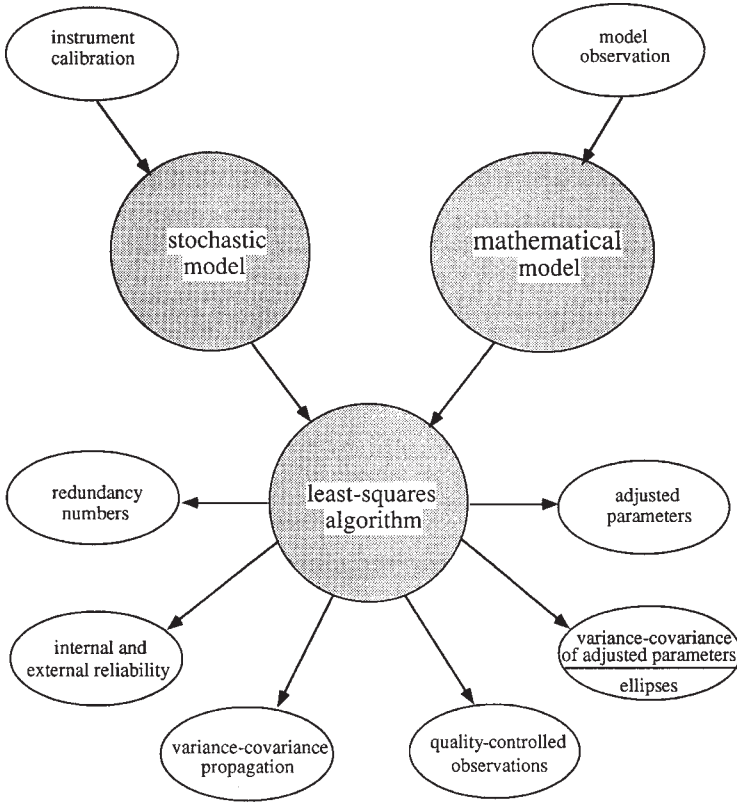 instrument
calibration
model
observation
stochastic
model
mathematical
model
least-squares
algorithm
redundancy
numbers
adjusted
parameters
internal and
external reliability
variance-covariance
of adjusted parameters
ellipses
variance-covariance
propagation
quality-controlled
observations